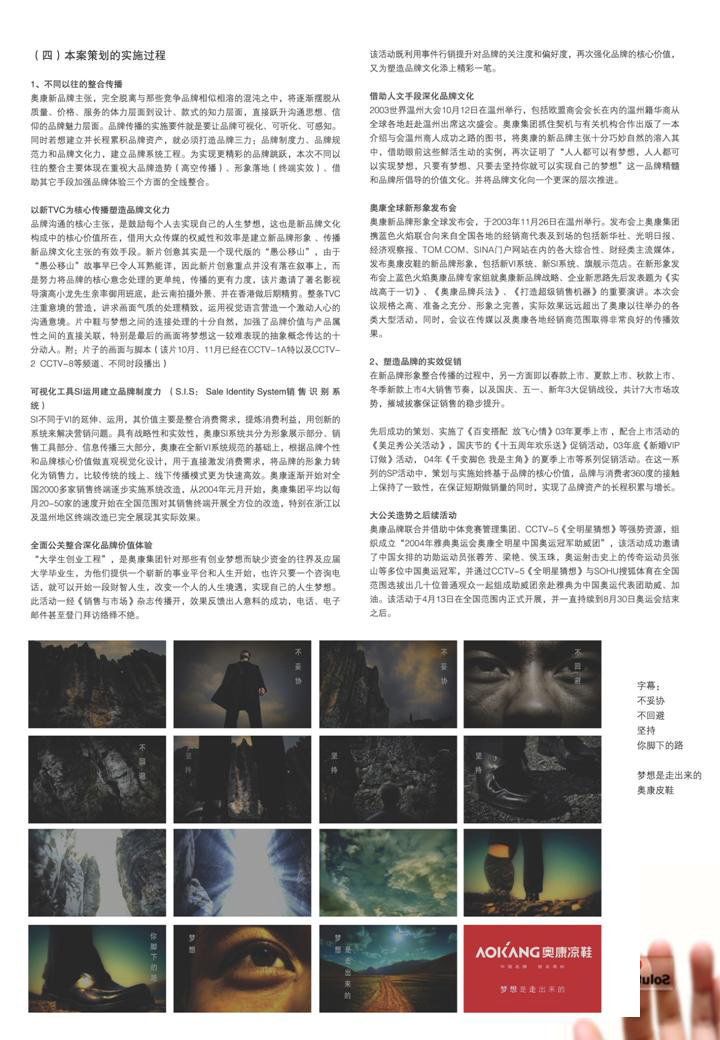 （四）本案策划的实施过程
1、不同以往的整合传播
奥康新品牌主张，完全脱离与那些竞争品牌相似相溶的混沌之中，将逐渐摆脱从
质量、价格、服务的体力层面到设计、款式的知力层面，直接跃升沟通思想、信
仰的品牌魅力层面。品牌传播的实施要件就是要让品牌可视化、可听化、可感知。
同时若想建立并长程累积品牌资产，就必须打造品牌三力：品牌制度力、品牌规
范力和品牌文化力，建立品牌系统工程。为实现更精彩的品牌跳跃，本次不同以
往的整合主要体现在重视大品牌造势（高空传播）、形象落地（终端实效）、借
助其它手段加强品牌体验三个方面的全线整合。
以新TVC为核心传播塑造品牌文化力
品牌沟通的核心主张，是鼓励每个人去实现自己的人生梦想，这也是新品牌文化
构成中的核心价值所在，借用大众传媒的权威性和效率是建立新品牌形象 、传播
新品牌文化主张的有效手段。新片创意其实是一个现代版的“愚公移山”，由于
“愚公移山”故事早已令人耳熟能详，因此新片创意重点并没有落在叙事上，而
是努力将品牌的核心意念处理的更单纯，传播的更有力度，该片邀请了著名影视
导演高小龙先生亲率御用班底，赴云南拍摄外景、并在香港做后期精剪。整条TVC
注重意境的营造，讲求画面气质的处理精致，运用视觉语言营造一个激动人心的
沟通意境。片中鞋与梦想之间的连接处理的十分自然，加强了品牌价值与产品属
性之间的直接关联，特别是最后的画面将梦想这一较难表现的抽象概念传达的十
分动人。附：片子的画面与脚本（该片10月、11月已经在CCTV-1A特以及CCTV-
2 CCTV-8等频道、不同时段播出）
可视化工具SI运用建立品牌制度力 （S.I.S： Sale Identity System销 售 识 别 系
统）
SI不同于VI的延伸、运用，其价值主要是整合消费需求，提炼消费利益，用创新的
系统来解决营销问题。具有战略性和实效性，奥康SI系统共分为形象展示部分、销
售工具部分、信息传播三大部分，奥康在全新VI系统规范的基础上，根据品牌个性
和品牌核心价值做直观视觉化设计，用于直接激发消费需求，将品牌的形象力转
化为销售力，比较传统的线上、线下传播模式更为快速高效。奥康逐渐开始对全
国2000多家销售终端逐步实施系统改造，从2004年元月开始，奥康集团平均以每
月20-50家的速度开始在全国范围对其销售终端开展全方位的改造，特别在浙江以
及温州地区终端改造已完全展现其实际效果。
全面公关整合深化品牌价值体验
“大学生创业工程”，是奥康集团针对那些有创业梦想而缺少资金的往界及应届
大学毕业生，为他们提供一个崭新的事业平台和人生开始，也许只要一个咨询电
话，就可以开始一段财智人生，改变一个人的人生境遇，实现自己的人生梦想。
此活动一经《销售与市场》杂志传播开，效果反馈出人意料的成功，电话、电子
邮件甚至登门拜访络绎不绝。
该活动既利用事件行销提升对品牌的关注度和偏好度，再次强化品牌的核心价值，
又为塑造品牌文化添上精彩一笔。
借助人文手段深化品牌文化
2003世界温州大会10月12日在温州举行，包括欧盟商会会长在内的温州籍华商从
全球各地赶赴温州出席这次盛会。奥康集团抓住契机与有关机构合作出版了一本
介绍与会温州商人成功之路的图书，将奥康的新品牌主张十分巧妙自然的溶入其
中，借助眼前这些鲜活生动的实例，再次证明了“人人都可以有梦想，人人都可
以实现梦想，只要有梦想、只要去坚持你就可以实现自己的梦想”这一品牌精髓
和品牌所倡导的价值文化。并将品牌文化向一个更深的层次推进。
奥康全球新形象发布会
奥康新品牌形象全球发布会，于2003年11月26日在温州举行。发布会上奥康集团
携蓝色火焰联合向来自全国各地的经销商代表及到场的包括新华社、光明日报、
经济观察报、TOM.COM、SINA门户网站在内的各大综合性、财经类主流媒体，
发布奥康皮鞋的新品牌形象，包括新VI系统、新SI系统、旗舰示范店。在新形象发
布会上蓝色火焰奥康品牌专家组就奥康新品牌战略、企业新思路先后发表题为《实
战高于一切》、《奥康品牌兵法》、《打造超级销售机器》的重要演讲。本次会
议规格之高、准备之充分、形象之完善，实际效果远远超出了奥康以往举办的各
类大型活动，同时，会议在传媒以及奥康各地经销商范围取得非常良好的传播效
果。
2、塑造品牌的实效促销
在新品牌形象整合传播的过程中，另一方面即以春款上市、夏款上市、秋款上市、
冬季新款上市4大销售节奏，以及国庆、五一、新年3大促销战役，共计7大市场攻
势，摧城拔寨保证销售的稳步提升。
先后成功的策划、实施了《百变搭配 放飞心情》03年夏季上市 ，配合上市活动的
《美足秀公关活动》，国庆节的《十五周年欢乐送》促销活动，03年底《新婚VIP
订做》活动， 04年《千变脚色 我是主角》的夏季上市等系列促销活动。在这一系
列的SP活动中，策划与实施始终基于品牌的核心价值，品牌与消费者360度的接触
上保持了一致性，在保证短期做销量的同时，实现了品牌资产的长程积累与增长。
大公关造势之后续活动
奥康品牌联合并借助中体竞赛管理集团、CCTV-5《全明星猜想》等强势资源，组
织成立“2004年雅典奥运会奥康全明星中国奥运冠军助威团”，该活动成功邀请
了中国女排的功勋运动员张蓉芳、梁艳、侯玉珠，奥运射击史上的传奇运动员张
山等多位中国奥运冠军，并通过CCTV-5《全明星猜想》与SOHU搜狐体育在全国
范围选拔出几十位普通观众一起组成助威团亲赴雅典为中国奥运代表团助威、加
油。该活动于4月13日在全国范围内正式开展，并一直持续到8月30日奥运会结束
之后。
不妥协
不妥协
不回避
不回避
坚持
坚持
坚持
你脚下的路
梦想
梦想
是走出来的
AOKANG 奥康凉鞋
梦想是走出来的
字幕：
不妥协
不回避
坚持
你脚下的路
梦想是走出来的
奥康皮鞋